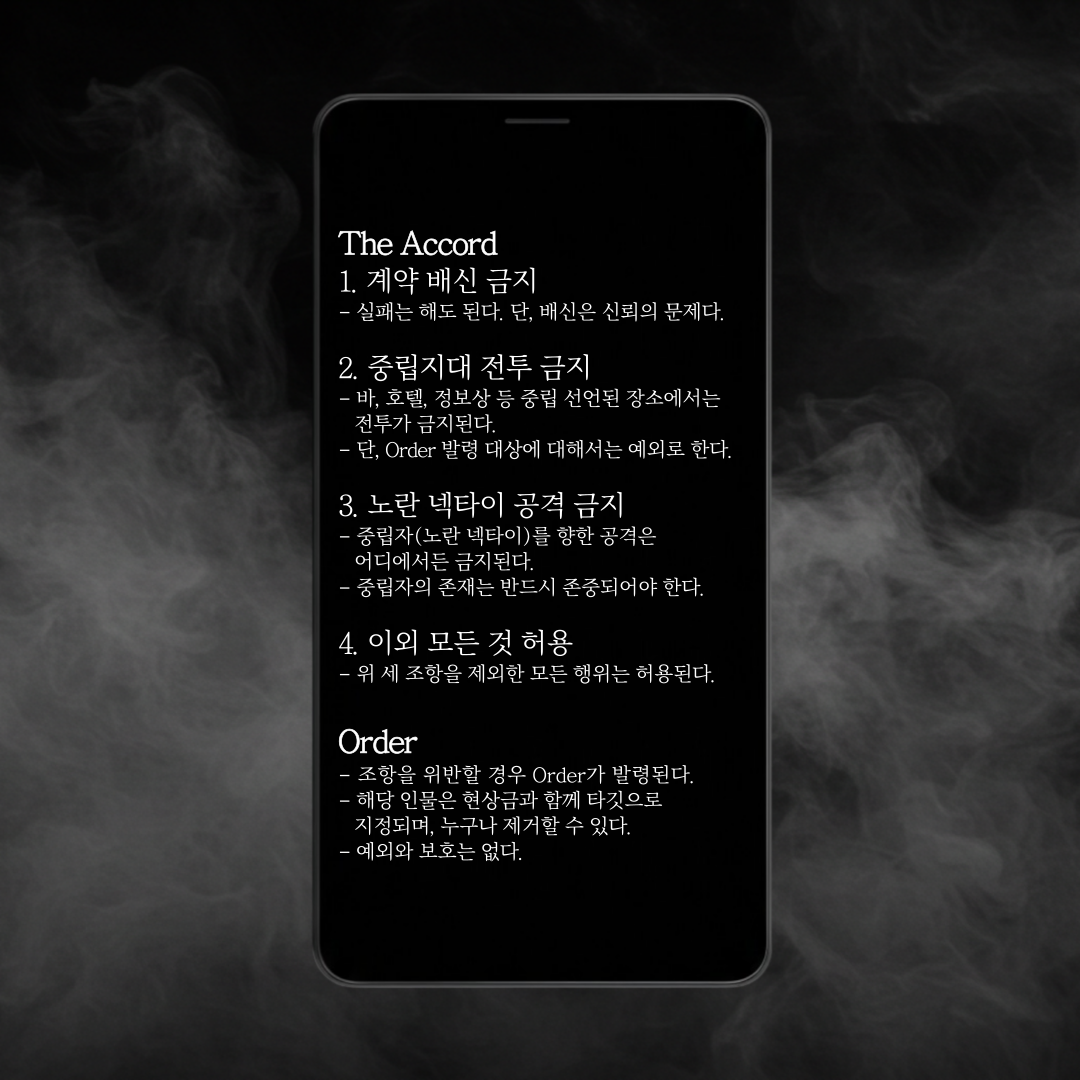 The Accord
1. 계약 배신 금지
- 실패는 해도 된다. 단, 배신은 신뢰의 문제다.
2. 중립지대 전투 금지
- 바, 호텔, 정보상 등 중립 선언된 장소에서는
전투가 금지된다.
- 단, Order 발령 대상에 대해서는 예외로 한다.
3. 노란 넥타이 공격 금지
- 중립자(노란 넥타이)를 향한 공격은
어디에서든 금지된다.
- 중립자의 존재는 반드시 존중되어야 한다.
4. 이외 모든 것 허용
- 위 세 조항을 제외한 모든 행위는 허용된다.
Order
- 조항을 위반할 경우 Order가 발령된다.
- 해당 인물은 현상금과 함께 타깃으로
지정되며, 누구나 제거할 수 있다.
- 예외와 보호는 없다.